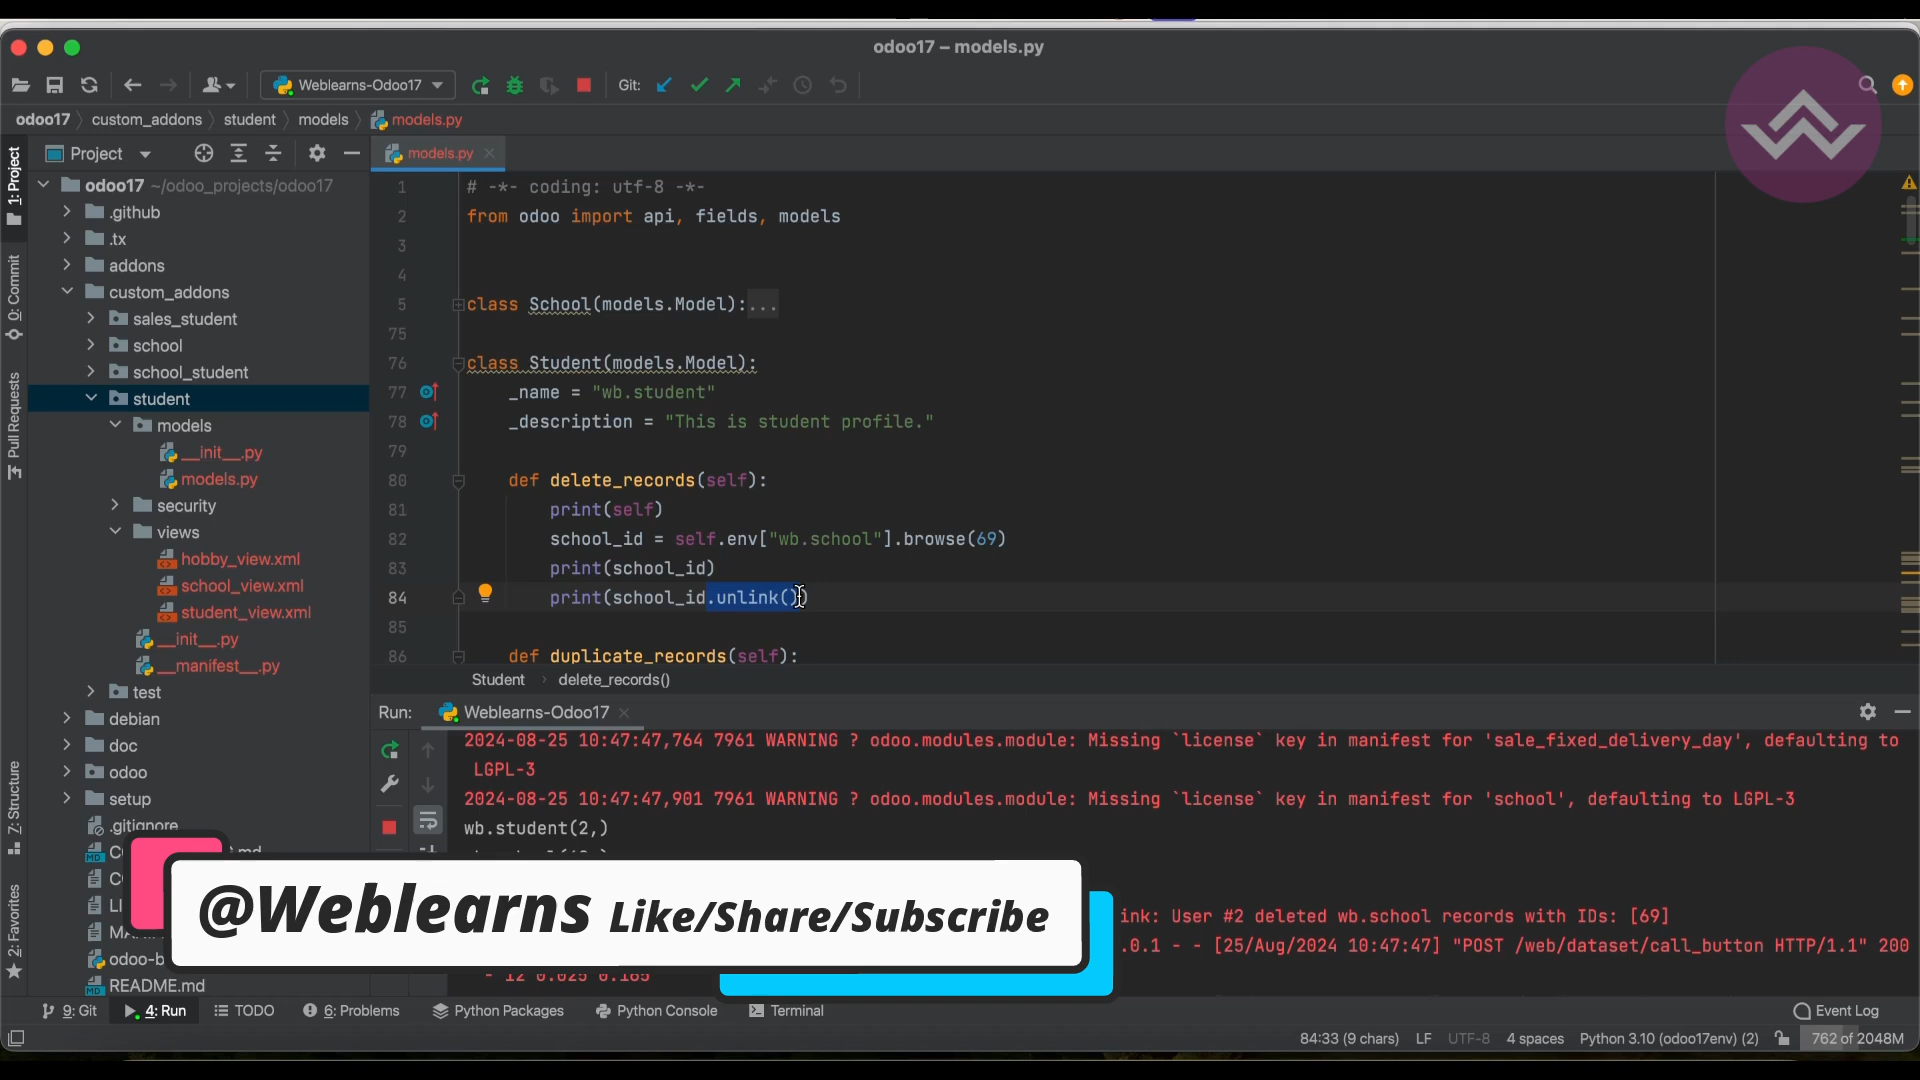 odoo17 – models.py
Weblearns-Odoo17
Git:
odoo17 custom_addons student models models.py
1: Project
0: Commit
Pull Requests
7: Structure
2: Favorites
Project
odoo17 ~/odoo_projects/odoo17
.github
.tx
addons
custom_addons
sales_student
school
school_student
student
models
__init__.py
models.py
security
views
hobby_view.xml
school_view.xml
student_view.xml
__init__.py
__manifest__.py
test
debian
doc
odoo
setup
.gitignore
README.md
models.py
1 # -*- coding: utf-8 -*-
2 from odoo import api, fields, models
3
4
5 class School(models.Model):...
75
76 class Student(models.Model):
77 _name = "wb.student"
78 _description = "This is student profile."
79
80 def delete_records(self):
81 print(self)
82 school_id = self.env["wb.school"].browse(69)
83 print(school_id)
84 print(school_id.unlink())
85
86 def duplicate_records(self):
Student delete_records()
Run: Weblearns-Odoo17
2024-08-25 10:47:47,764 7961 WARNING ? odoo.modules.module: Missing `license` key in manifest for 'sale_fixed_delivery_day', defaulting to
LGPL-3
2024-08-25 10:47:47,901 7961 WARNING ? odoo.modules.module: Missing `license` key in manifest for 'school', defaulting to LGPL-3
wb.student(2,)
ink: User #2 deleted wb.school records with IDs: [69]
.0.1 - - [25/Aug/2024 10:47:47] "POST /web/dataset/call_button HTTP/1.1" 200
- 12 0.025 0.165
@Weblearns Like/Share/Subscribe
9: Git 4: Run TODO 6: Problems Python Packages Python Console Terminal Event Log
84:33 (9 chars) LF UTF-8 4 spaces Python 3.10 (odoo17env) (2) 762 of 2048M